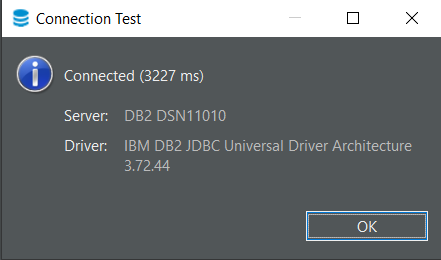 Connection Test
Connected (3227 ms)
Server: DB2 DSN11010
Driver: IBM DB2 JDBC Universal Driver Architecture
3.72.44
OK